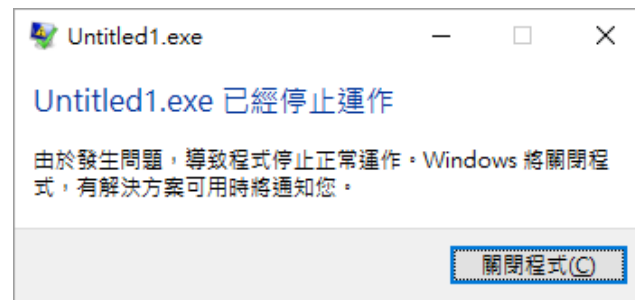 Untitled1.exe
Untitled1.exe 已經停止運作
由於發生問題，導致程式停止正常運作。Windows 將關閉程
式，有解決方案可用時將通知您。
關閉程式(C)